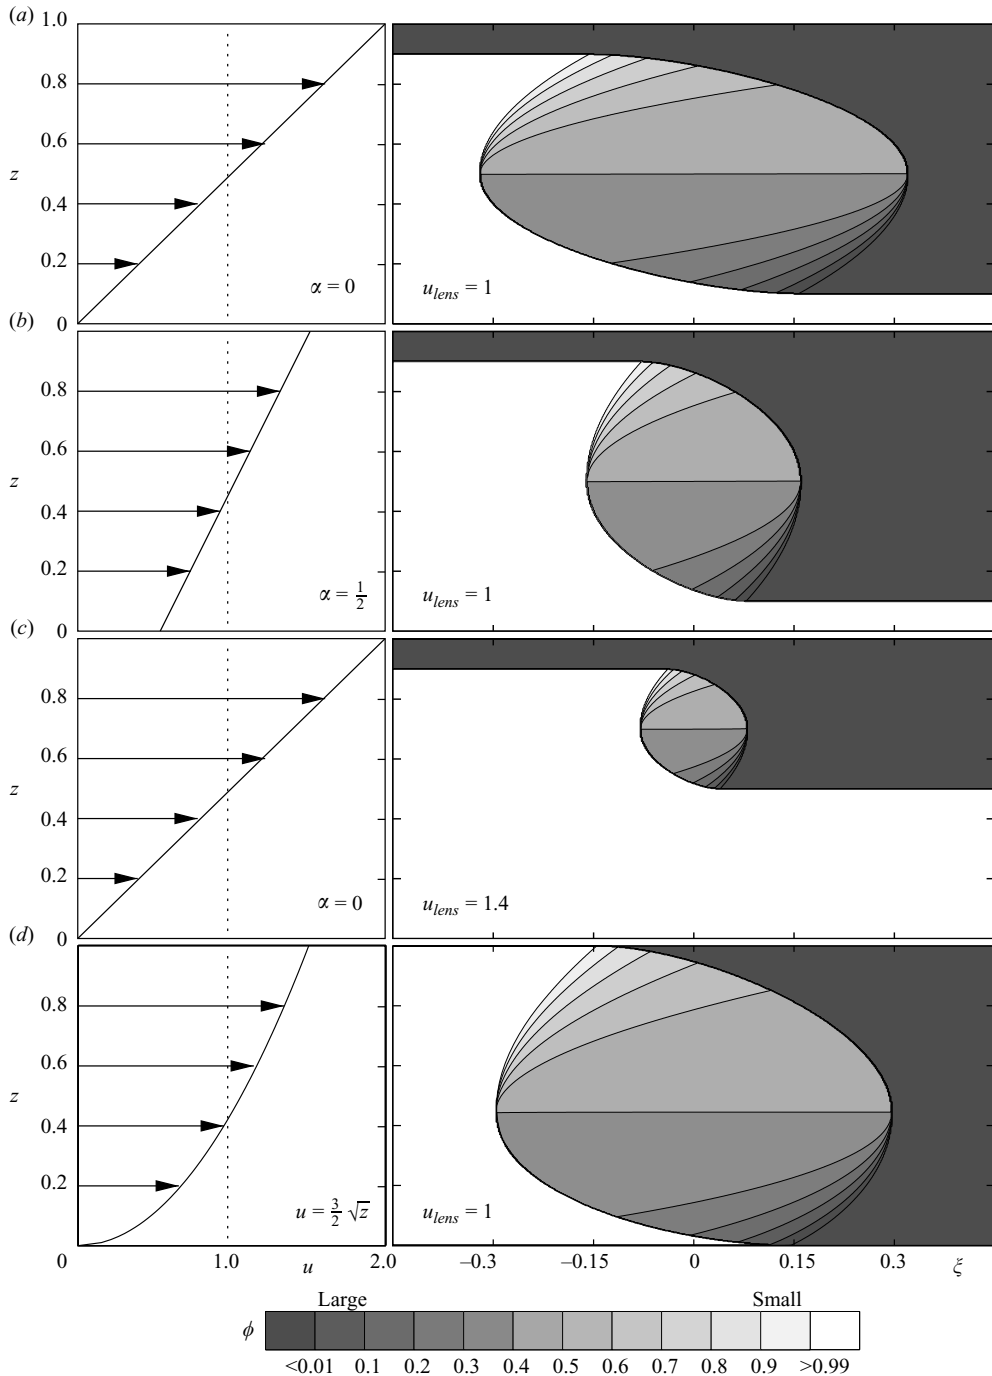 (a)
1.0
0.8
0.6
z
0.4
0.2
0
α = 0
u_lens = 1
(b)
0.8
0.6
z
0.4
0.2
0
α = 1/2
u_lens = 1
(c)
0.8
0.6
z
0.4
0.2
0
α = 0
u_lens = 1.4
(d)
0.8
0.6
z
0.4
0.2
u = 3/2 √z
u_lens = 1
0 1.0 u 2.0
–0.3 –0.15 0 0.15 0.3 ξ
Large Small
ϕ
<0.01 0.1 0.2 0.3 0.4 0.5 0.6 0.7 0.8 0.9 >0.99